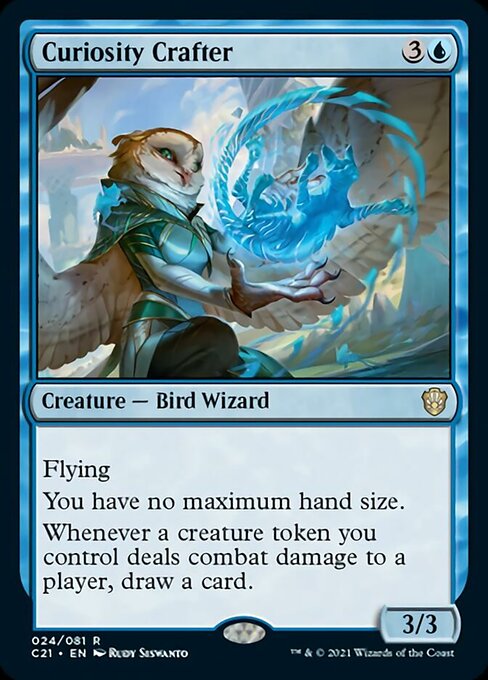 Curiosity Crafter 3
Creature — Bird Wizard
Flying
You have no maximum hand size.
Whenever a creature token you
control deals combat damage to a
player, draw a card.
3/3
024/081 R
C21 • EN Rudy Siswanto
™ & © 2021 Wizards of the Coast